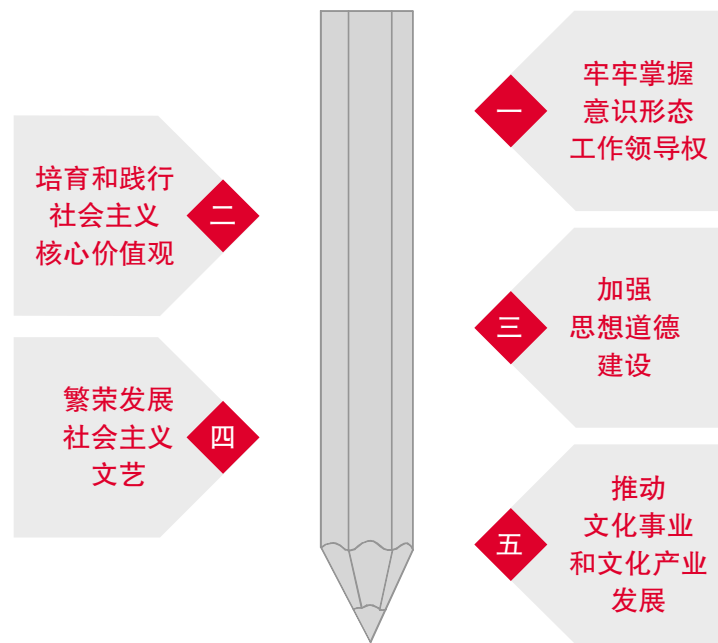 一
牢牢掌握
意识形态
工作领导权
二
培育和践行
社会主义
核心价值观
三
加强
思想道德
建设
四
繁荣发展
社会主义
文艺
五
推动
文化事业
和文化产业
发展